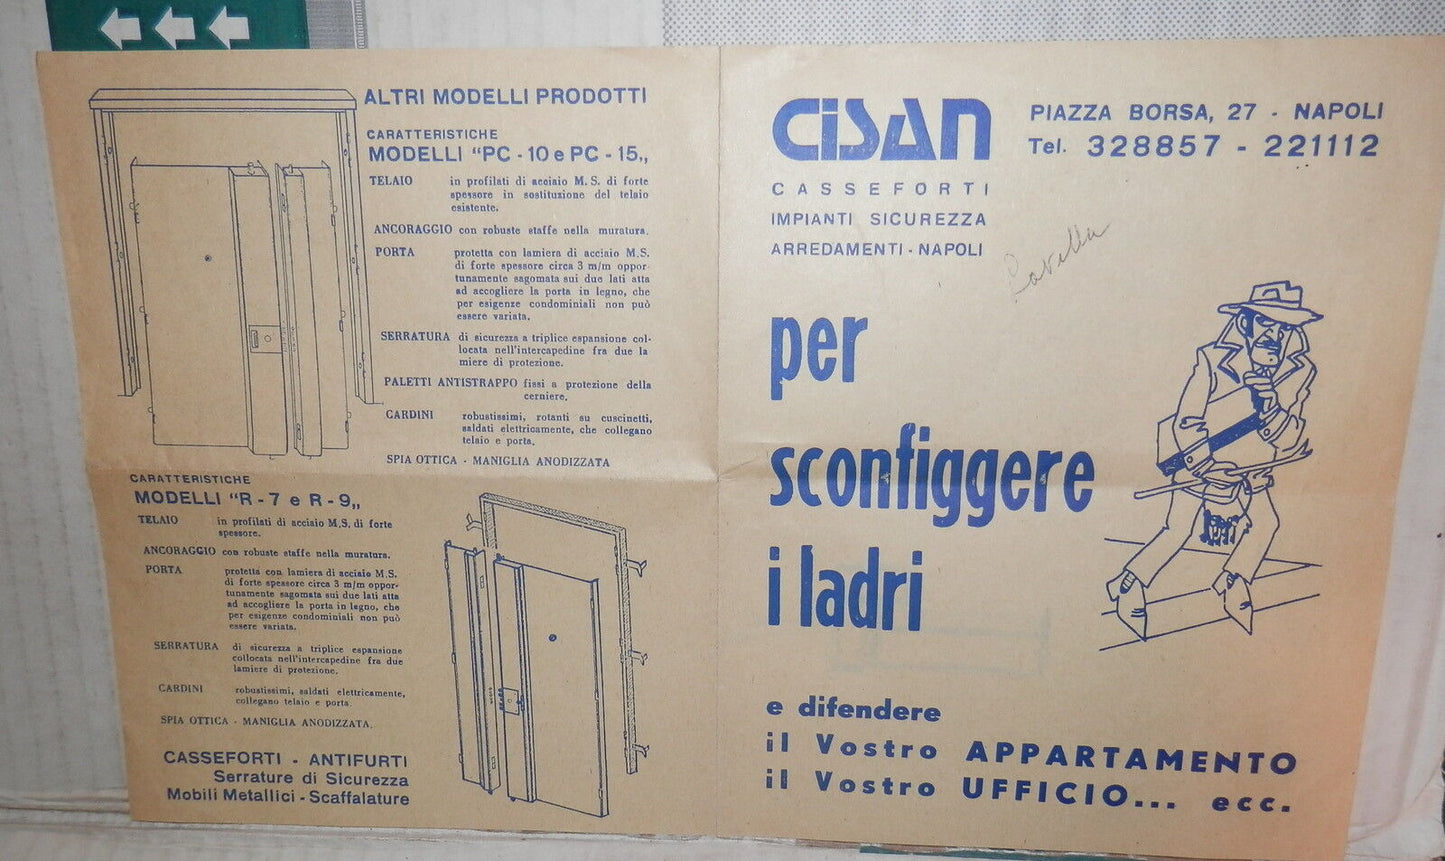 ALTRI MODELLI PRODOTTI
CARATTERISTICHE
MODELLI "PC - 10 e PC - 15„
TELAIO in profilati di acciaio M. S. di forte
spessore in sostituzione del telaio
esistente.
ANCORAGGIO con robuste staffe nella muratura.
PORTA protetta con lamiera di acciaio M.S.
di forte spessore circa 3 m/m oppor-
tunamente sagomata sui due lati atta
ad accogliere la porta in legno, che
per esigenze condominiali non può
essere variata.
SERRATURA di sicurezza a triplice espansione col-
locata nell'intercapedine fra due la
miere di protezione.
PALETTI ANTISTRAPPO fissi a protezione della
cerniere.
CARDINI robustissimi, rotanti su cuscinetti,
saldati elettricamente, che collegano
telaio e porta.
SPIA OTTICA - MANIGLIA ANODIZZATA
CARATTERISTICHE
MODELLI "R - 7 e R - 9„
TELAIO in profilati di acciaio M.S. di forte
spessore.
ANCORAGGIO con robuste staffe nella muratura.
PORTA protetta con lamiera di acciaio M.S.
di forte spessore circa 3 m/m oppor-
tunamente sagomata sui due lati atta
ad accogliere la porta in legno, che
per esigenze condominiali non può
essere variata.
SERRATURA di sicurezza a triplice espansione
collocata nell'intercapedine fra due
lamiere di protezione.
CARDINI robustissimi, saldati elettricamente,
collegano telaio e porta.
SPIA OTTICA - MANIGLIA ANODIZZATA.
CASSEFORTI - ANTIFURTI
Serrature di Sicurezza
Mobili Metallici - Scaffalature
CISAN
CASSEFORTI
IMPIANTI SICUREZZA
ARREDAMENTI - NAPOLI
PIAZZA BORSA, 27 - NAPOLI
Tel. 328857 - 221112
per
sconfiggere
i ladri
e difendere
il Vostro APPARTAMENTO
il Vostro UFFICIO... ecc.